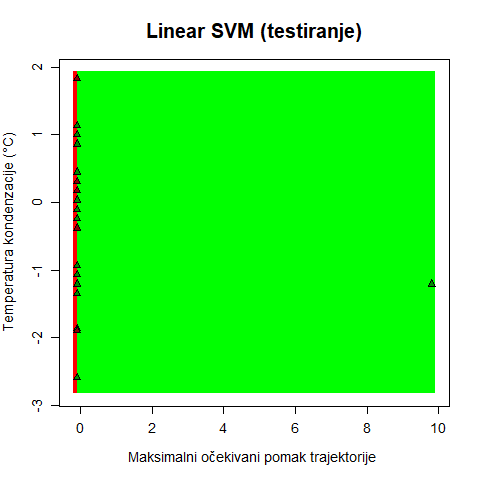 Linear SVM (testiranje)
Temperatura kondenzacije (°C)
2
1
0
-1
-2
-3
0 2 4 6 8 10
Maksimalni očekivani pomak trajektorije